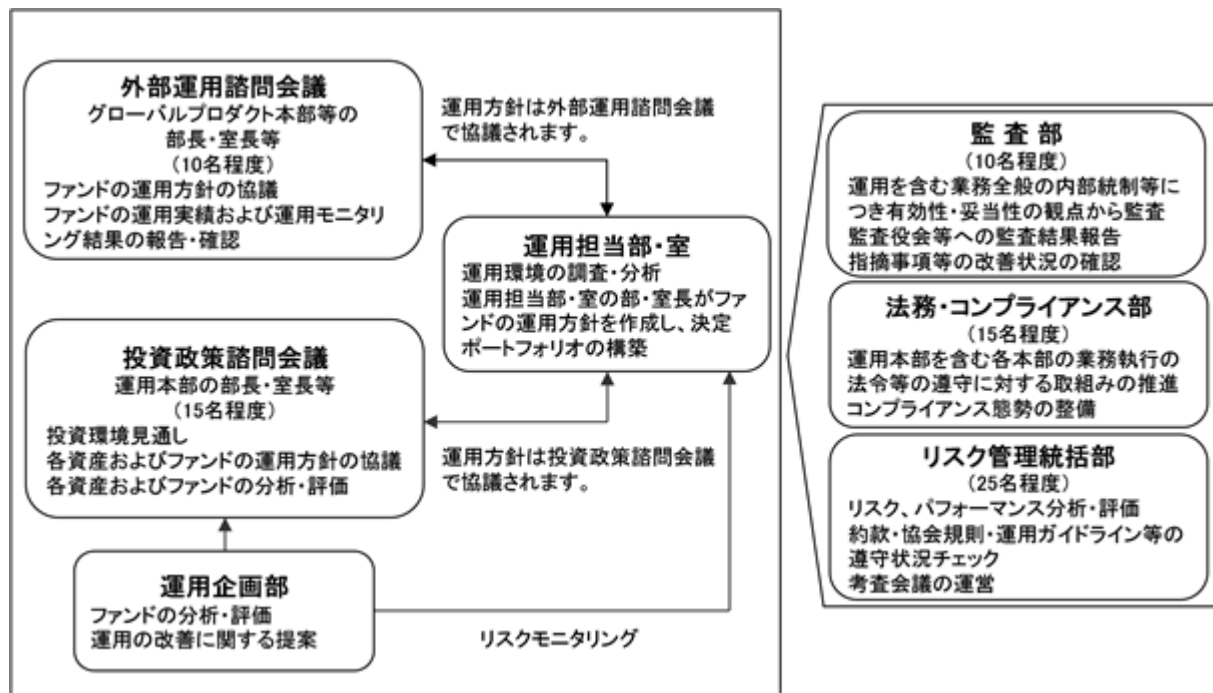 外部運用諮問会議
グローバルプロダクト本部等の
部長・室長等
(10名程度)
ファンドの運用方針の協議
ファンドの運用実績および運用モニタリ
ング結果の報告・確認
運用方針は外部運用諮問会議
で協議されます。
運用担当部・室
運用環境の調査・分析
運用担当部・室の部・室長がファ
ンドの運用方針を作成し、決定
ポートフォリオの構築
投資政策諮問会議
運用本部の部長・室長等
(15名程度)
投資環境見通し
各資産およびファンドの運用方針の協議
各資産およびファンドの分析・評価
運用方針は投資政策諮問会議
で協議されます。
運用企画部
ファンドの分析・評価
運用の改善に関する提案
リスクモニタリング
監査部
(10名程度)
運用を含む業務全般の内部統制等に
つき有効性・妥当性の観点から監査
監査役会等への監査結果報告
指摘事項等の改善状況の確認
法務・コンプライアンス部
(15名程度)
運用本部を含む各本部の業務執行の
法令等の遵守に対する取組みの推進
コンプライアンス態勢の整備
リスク管理統括部
(25名程度)
リスク、パフォーマンス分析・評価
約款・協会規則・運用ガイドライン等の
遵守状況チェック
考査会議の運営